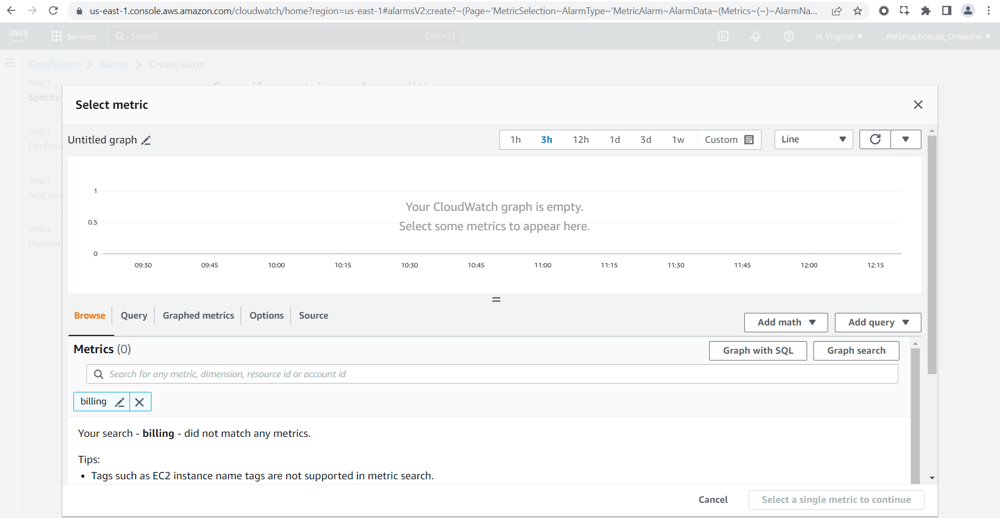 us-east-1.console.aws.amazon.com/cloudwatch/home?region=us-east-1#alarmsV2:create?~(Page~'MetricSelection~AlarmType~'MetricAlarm~AlarmData~(Metrics~(~)~AlarmNa...
aws Services Search [Alt+S] N. Virginia AWSPracticeLab_Omeesha
CloudWatch Alarms Create alarm
Step 1
Specify
Select metric
Step 2
Untitled graph 1h 3h 12h 1d 3d 1w Custom Line
Step 3
Step 4
Preview
1
0.5
0
Your CloudWatch graph is empty.
Select some metrics to appear here.
09:30 09:45 10:00 10:15 10:30 10:45 11:00 11:15 11:30 11:45 12:00 12:15
Browse Query Graphed metrics Options Source
Add math Add query
Metrics (0) Graph with SQL Graph search
Search for any metric, dimension, resource id or account id
billing
Your search - billing - did not match any metrics.
Tips:
• Tags such as EC2 instance name tags are not supported in metric search.
Cancel Select a single metric to continue